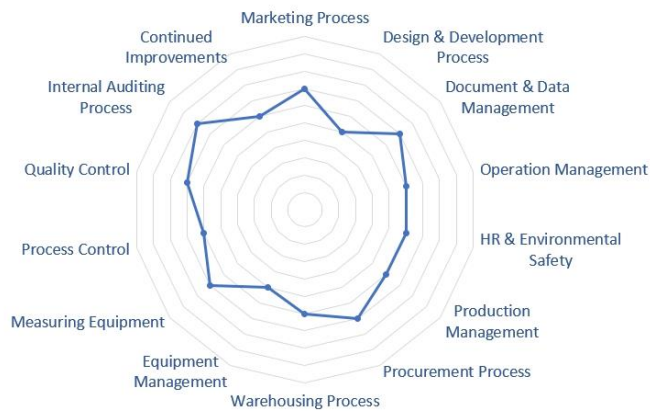 Marketing Process
Design & Development
Process
Document & Data
Management
Operation Management
HR & Environmental
Safety
Production
Management
Procurement Process
Warehousing Process
Equipment
Management
Measuring Equipment
Process Control
Quality Control
Internal Auditing
Process
Continued
Improvements